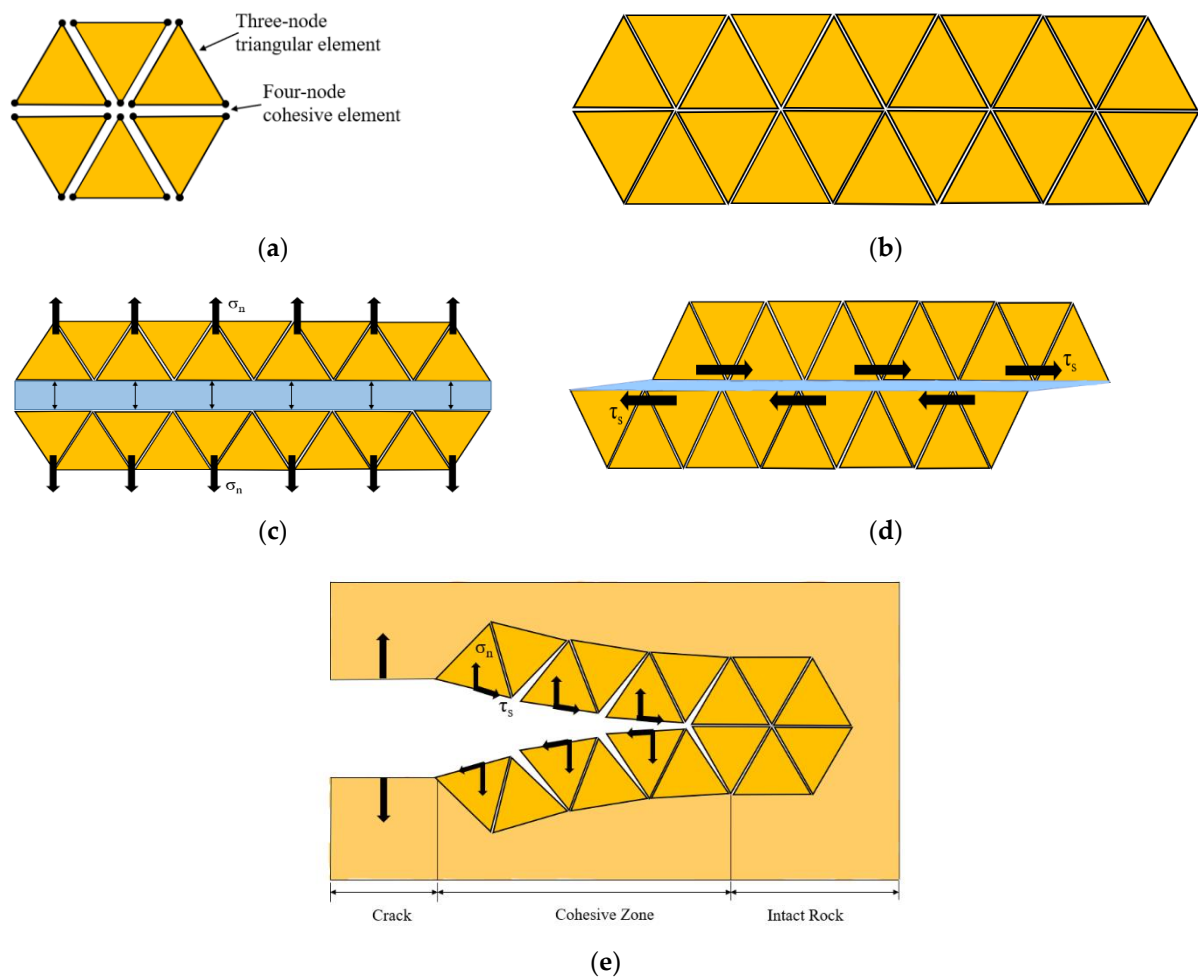 Three-node
triangular element
Four-node
cohesive element
(a)
(b)
σn
σn
(c)
τs
τs
(d)
σn
τs
Crack
Cohesive Zone
Intact Rock
(e)